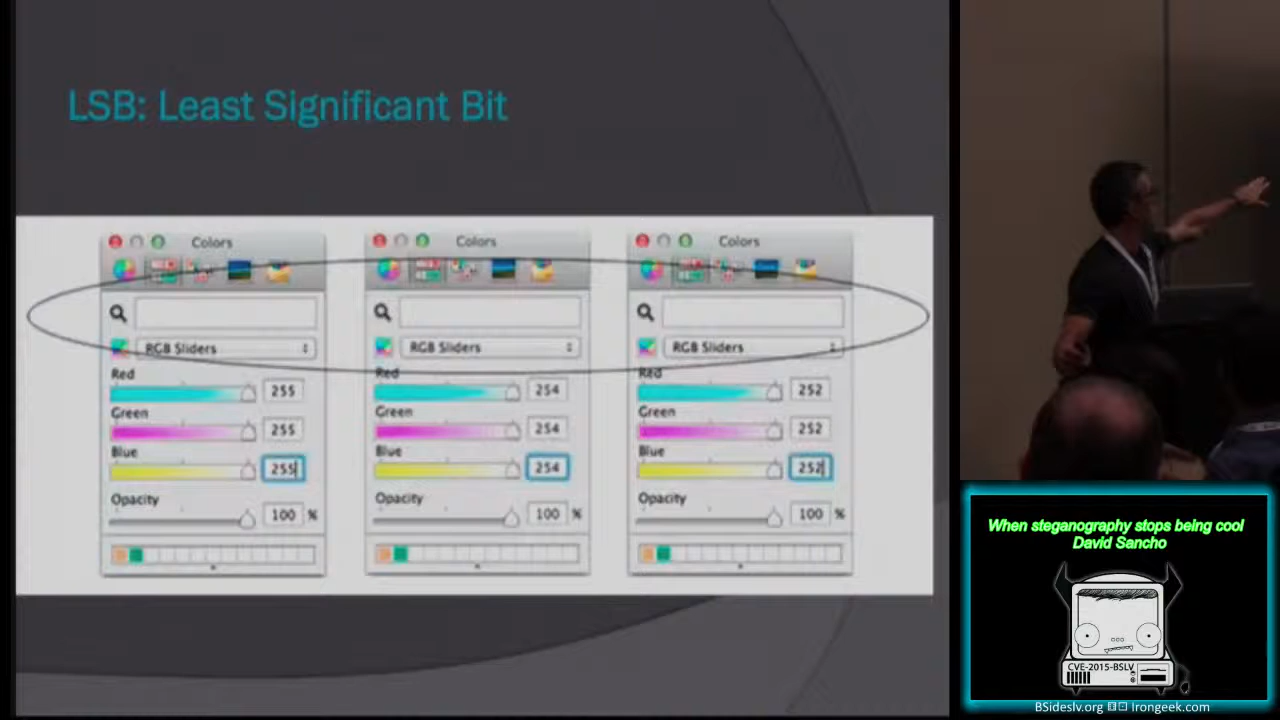 LSB: Least Significant Bit
Colors
RGB Sliders
Red
255
Green
255
Blue
255
Opacity
100 %
Colors
RGB Sliders
Red
254
Green
254
Blue
254
Opacity
100 %
Colors
RGB Sliders
Red
252
Green
252
Blue
252
Opacity
100 %
When steganography stops being cool
David Sancho
CVE-2015-BSLV
BSideslv.org Irongeek.com